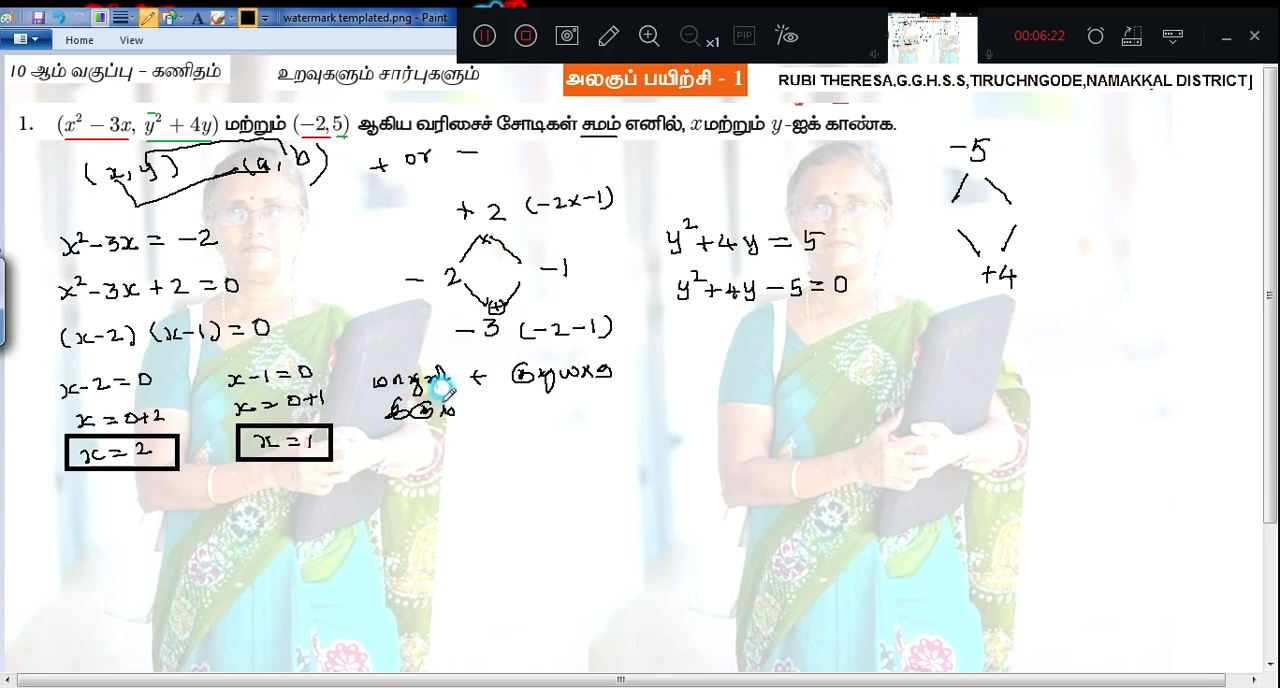 watermark templated.png - Paint
Home View
x1 PIP 00:06:22
10 ஆம் வகுப்பு - கணிதம் உறவுகளும் சார்புகளும் அலகுப் பயிற்சி - 1 RUBI THERESA,G.G.H.S.S,TIRUCHNGODE,NAMAKKAL DISTRICT]
1. (x² − 3x, y² + 4y) மற்றும் (−2, 5) ஆகிய வரிசைச் சோடிகள் சமம் எனில், x மற்றும் y -ஐக் காண்க.
(x, y) (a, b) + or −
x² − 3x = −2
x² − 3x + 2 = 0
(x−2) (x−1) = 0
x − 2 = 0 x − 1 = 0
x = 0+2 x = 0+1
x = 2 x = 1
+ 2 (−2x−1)
− 2 −1
− 3 (−2−1)
+
y² + 4y = 5
y² + 4y − 5 = 0
−5
+4